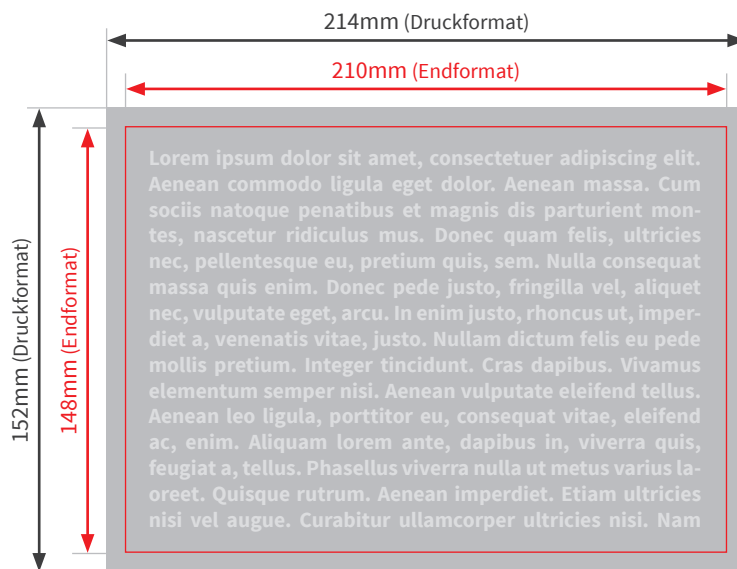 214mm (Druckformat)
210mm (Endformat)
152mm (Druckformat)
148mm (Endformat)
Lorem ipsum dolor sit amet, consectetuer adipiscing elit.
Aenean commodo ligula eget dolor. Aenean massa. Cum
sociis natoque penatibus et magnis dis parturient mon-
tes, nascetur ridiculus mus. Donec quam felis, ultricies
nec, pellentesque eu, pretium quis, sem. Nulla consequat
massa quis enim. Donec pede justo, fringilla vel, aliquet
nec, vulputate eget, arcu. In enim justo, rhoncus ut, imper-
diet a, venenatis vitae, justo. Nullam dictum felis eu pede
mollis pretium. Integer tincidunt. Cras dapibus. Vivamus
elementum semper nisi. Aenean vulputate eleifend tellus.
Aenean leo ligula, porttitor eu, consequat vitae, eleifend
ac, enim. Aliquam lorem ante, dapibus in, viverra quis,
feugiat a, tellus. Phasellus viverra nulla ut metus varius la-
oreet. Quisque rutrum. Aenean imperdiet. Etiam ultricies
nisi vel augue. Curabitur ullamcorper ultricies nisi. Nam